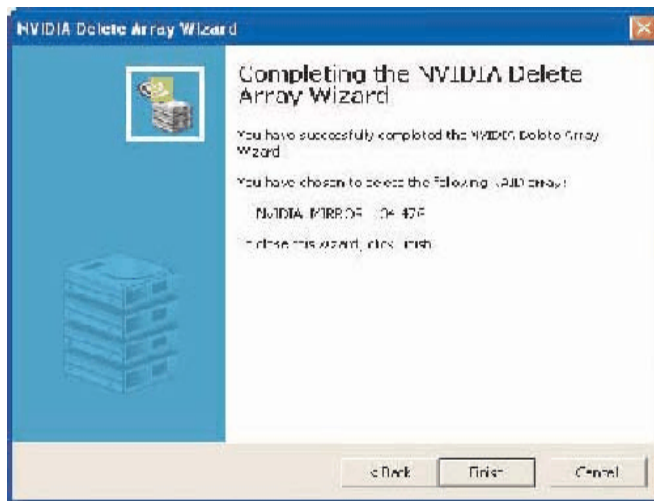 NVIDIA Delete Array Wizard
Completing the NVIDIA Delete
Array Wizard
You have successfully completed the NVIDIA Delete Array
Wizard
You have chosen to delete the following RAID array:
NVIDIA MIRROR
To close this wizard, click Finish
< Back
Finish
Cancel